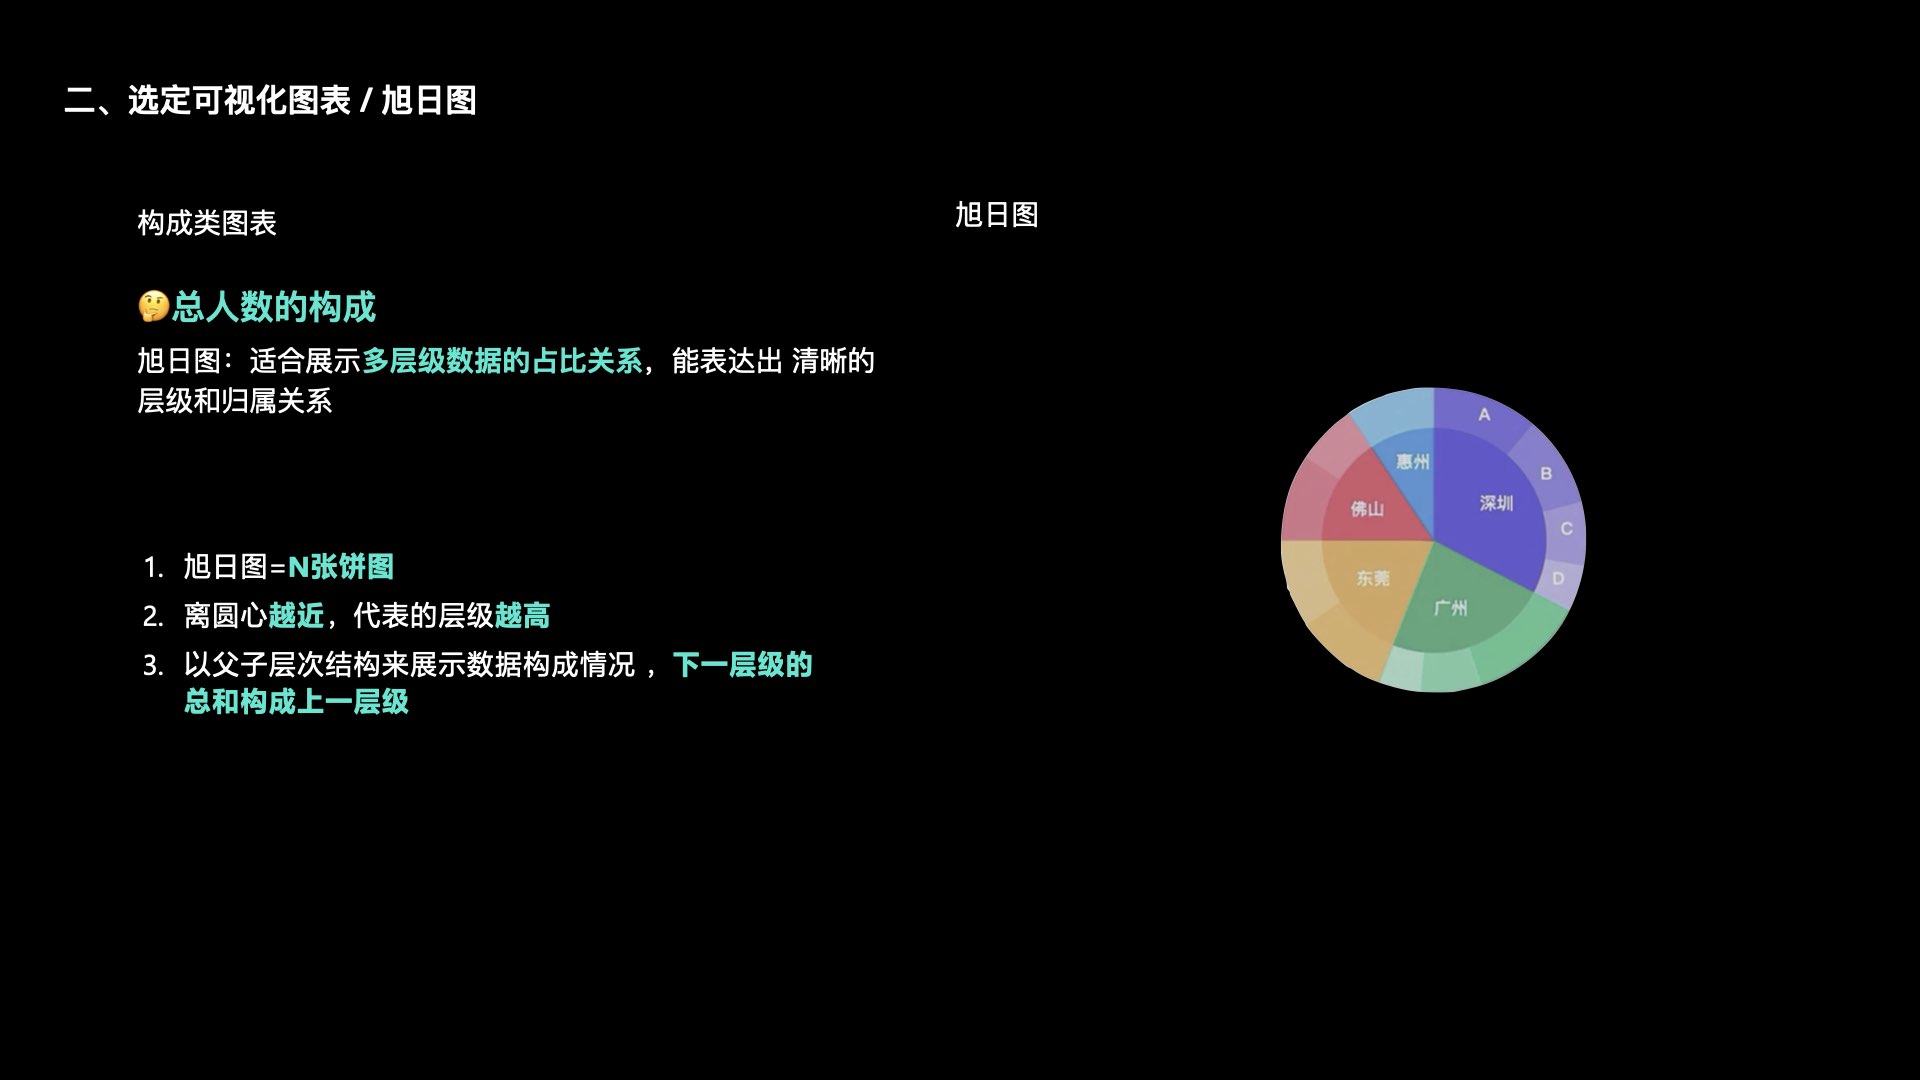 二、选定可视化图表 / 旭日图
构成类图表
🤔总人数的构成
旭日图：适合展示多层级数据的占比关系，能表达出 清晰的
层级和归属关系
1. 旭日图=N张饼图
2. 离圆心越近，代表的层级越高
3. 以父子层次结构来展示数据构成情况 ，下一层级的
总和构成上一层级
旭日图
A
B
C
D
惠州
深圳
佛山
东莞
广州